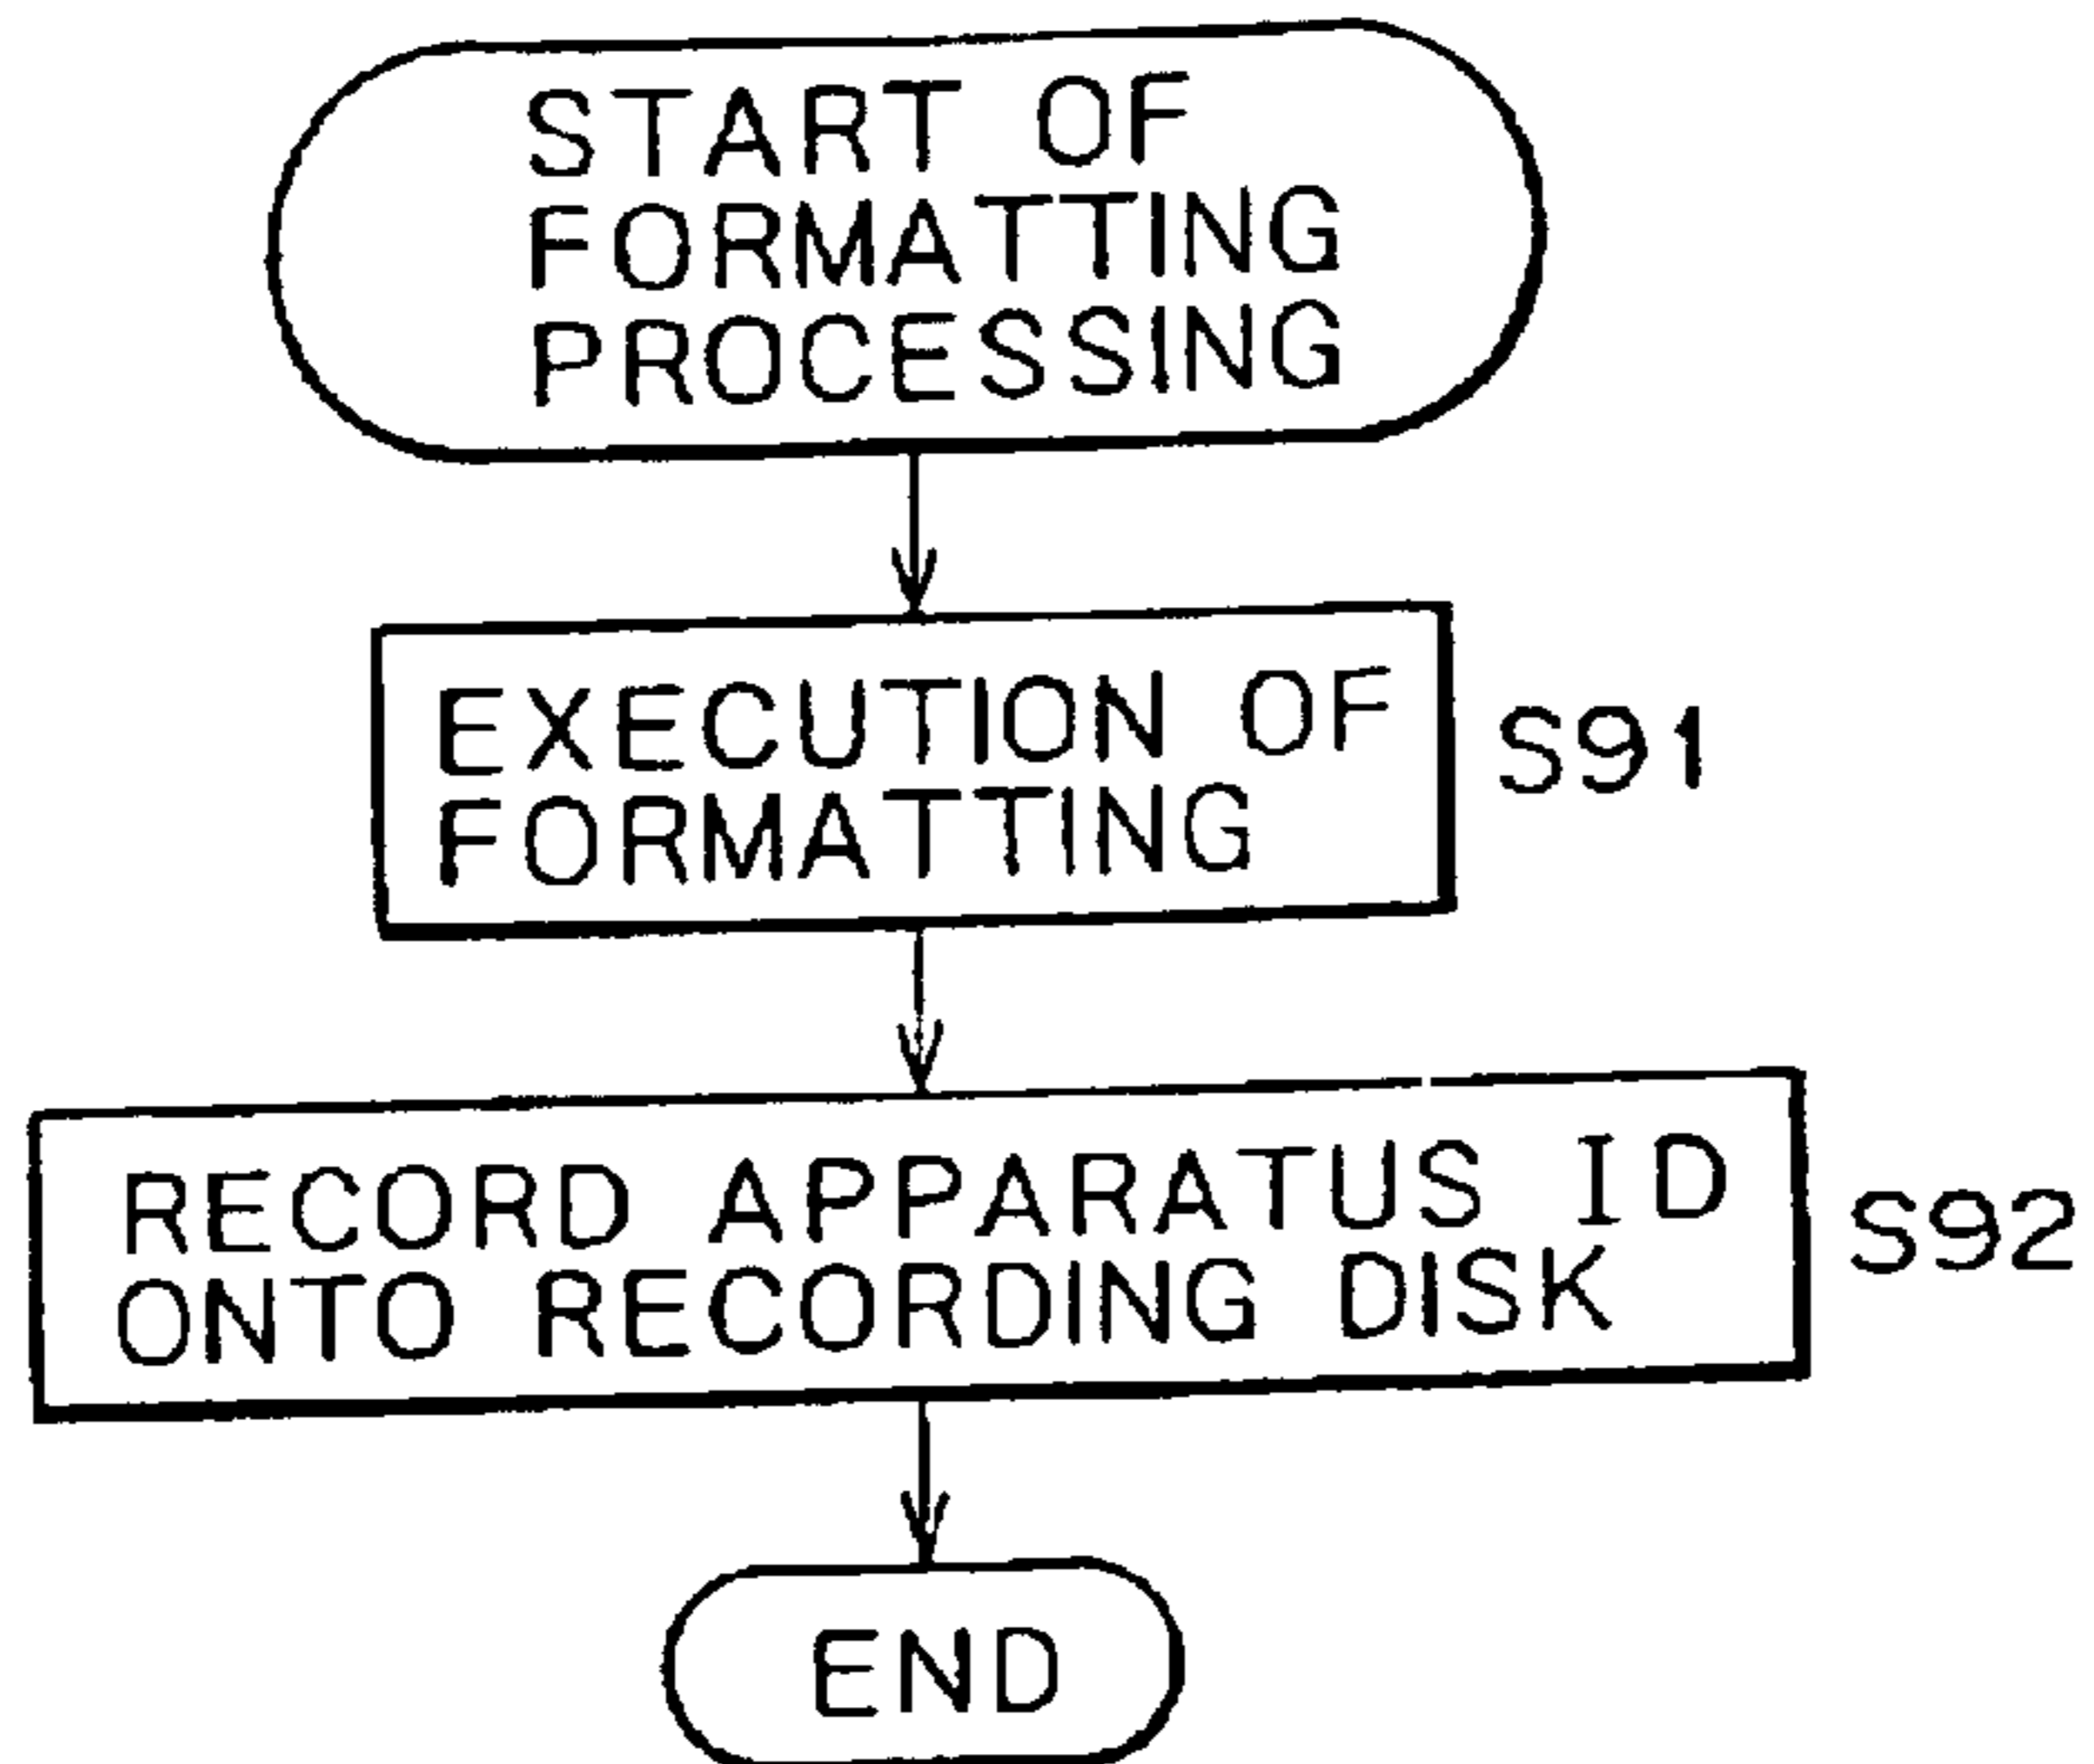 START OF
FORMATTING
PROCESSING
EXECUTION OF
FORMATTING
S91
RECORD APPARATUS ID
ONTO RECORDING DISK
S92
END